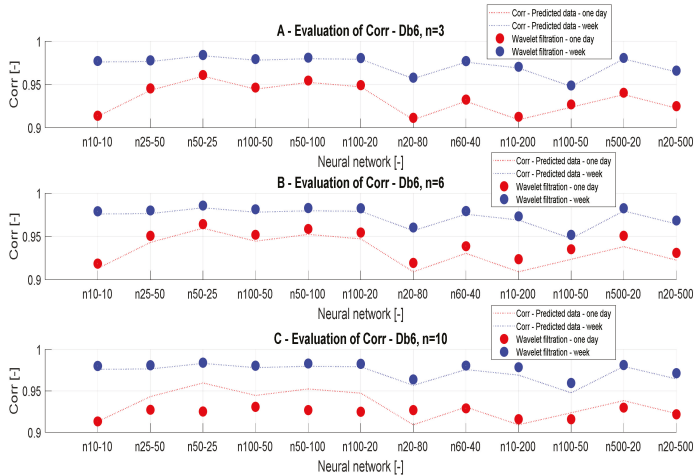 A - Evaluation of Corr - Db6, n=3
Corr - Predicted data - one day
Corr - Predicted data - week
Wavelet filtration - one day
Wavelet filtration - week
Corr [-]
1
0.95
0.9
n10-10 n25-50 n50-25 n100-50 n50-100 n100-20 n20-80 n60-40 n10-200 n100-50 n500-20 n20-500
Neural network [-]
B - Evaluation of Corr - Db6, n=6
Corr - Predicted data - one day
Corr - Predicted data - week
Wavelet filtration - one day
Wavelet filtration - week
Corr [-]
1
0.95
0.9
n10-10 n25-50 n50-25 n100-50 n50-100 n100-20 n20-80 n60-40 n10-200 n100-50 n500-20 n20-500
Neural network [-]
C - Evaluation of Corr - Db6, n=10
Corr - Predicted data - one day
Corr - Predicted data - week
Wavelet filtration - one day
Wavelet filtration - week
Corr [-]
1
0.95
0.9
n10-10 n25-50 n50-25 n100-50 n50-100 n100-20 n20-80 n60-40 n10-200 n100-50 n500-20 n20-500
Neural network [-]